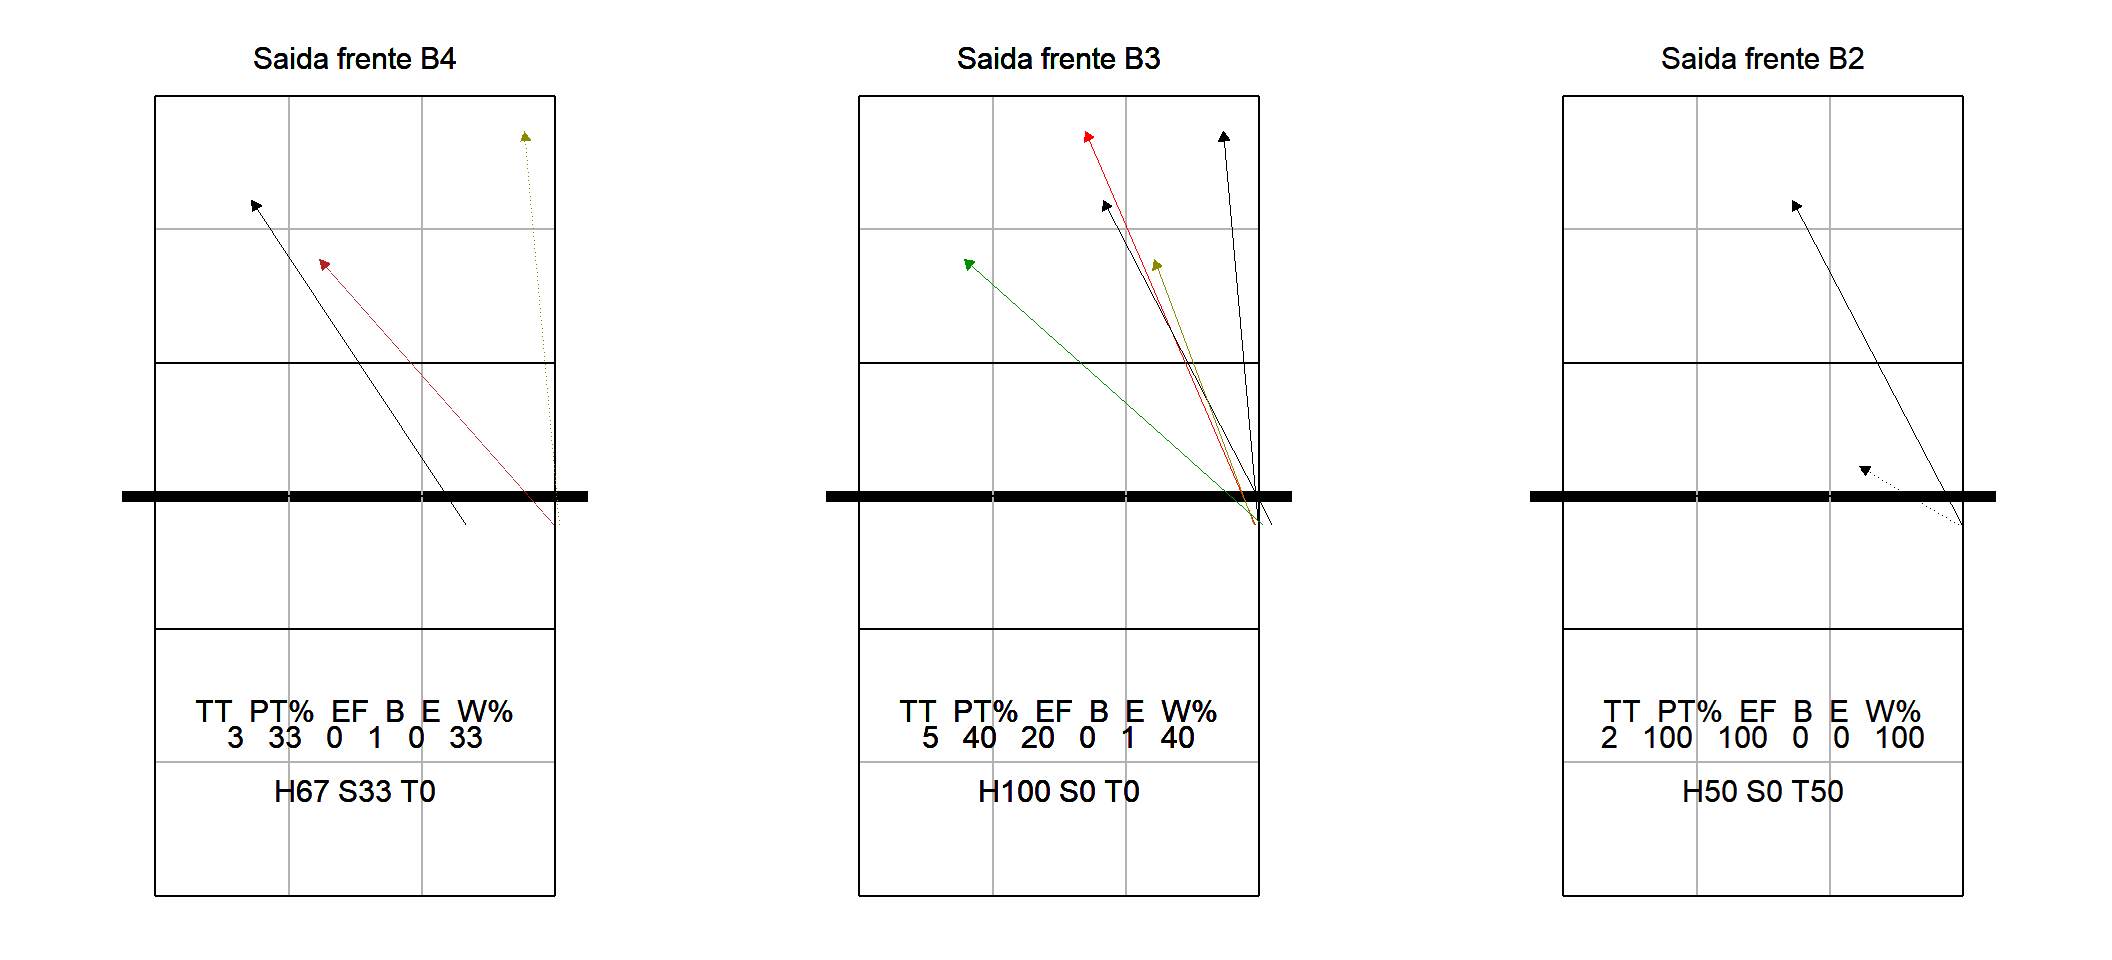 Saida frente B4
TT PT% EF B E W%
3 33 0 1 0 33
H67 S33 T0
Saida frente B3
TT PT% EF B E W%
5 40 20 0 1 40
H100 S0 T0
Saida frente B2
TT PT% EF B E W%
2 100 100 0 0 100
H50 S0 T50